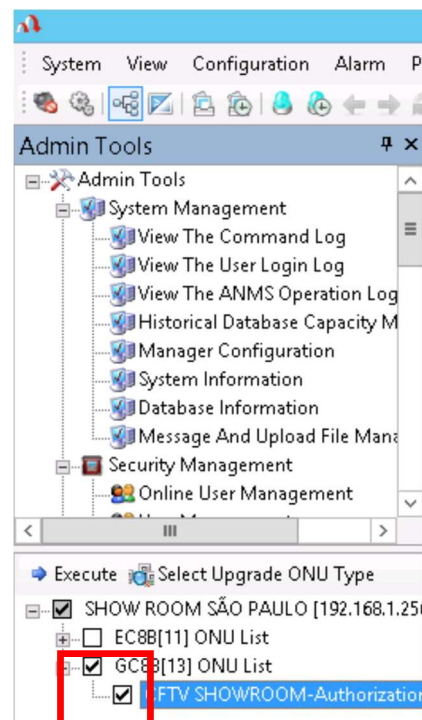 System View Configuration Alarm P
Admin Tools
Admin Tools
System Management
View The Command Log
View The User Login Log
View The ANMS Operation Log
Historical Database Capacity M
Manager Configuration
System Information
Database Information
Message And Upload File Mana
Security Management
Online User Management
Execute Select Upgrade ONU Type
SHOW ROOM SÃO PAULO [192.168.1.25
EC8B[11] ONU List
GC8B[13] ONU List
CFTV SHOWROOM-Authorization